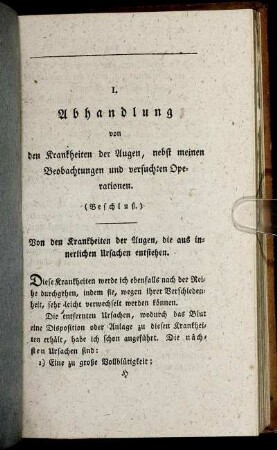 I.
Abhandlung
von
den Krankheiten der Augen, nebst meinen
Beobachtungen und versuchten Ope-
rationen.
(Beschluß.)
Von den Krankheiten der Augen, die aus in-
nerlichen Ursachen entstehen.
Diese Krankheiten werde ich ebenfalls nach der Rei-
he durchgehen, indem sie, wegen ihrer Verschieden-
heit, sehr leicht verwechselt werden können.
Die entfernten Ursachen, wodurch das Blut
eine Disposition oder Anlage zu diesen Krankhei-
ten erhält, habe ich schon angeführt. Die näch-
sten Ursachen sind:
1) Eine zu große Vollblütigkeit;
H